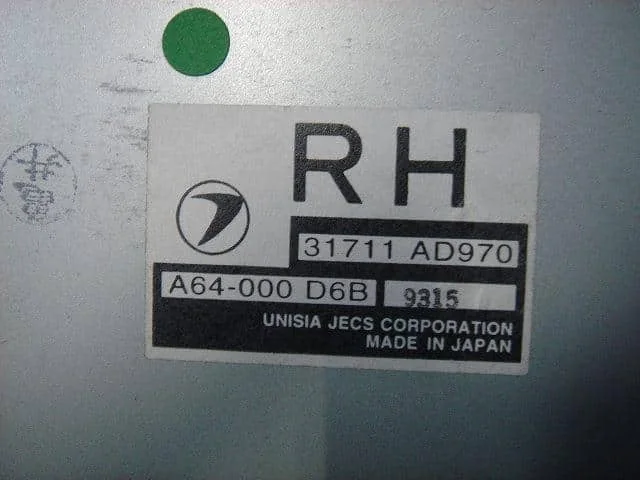 RH
31711 AD970
A64-000 D6B 9315
UNISIA JECS CORPORATION
MADE IN JAPAN